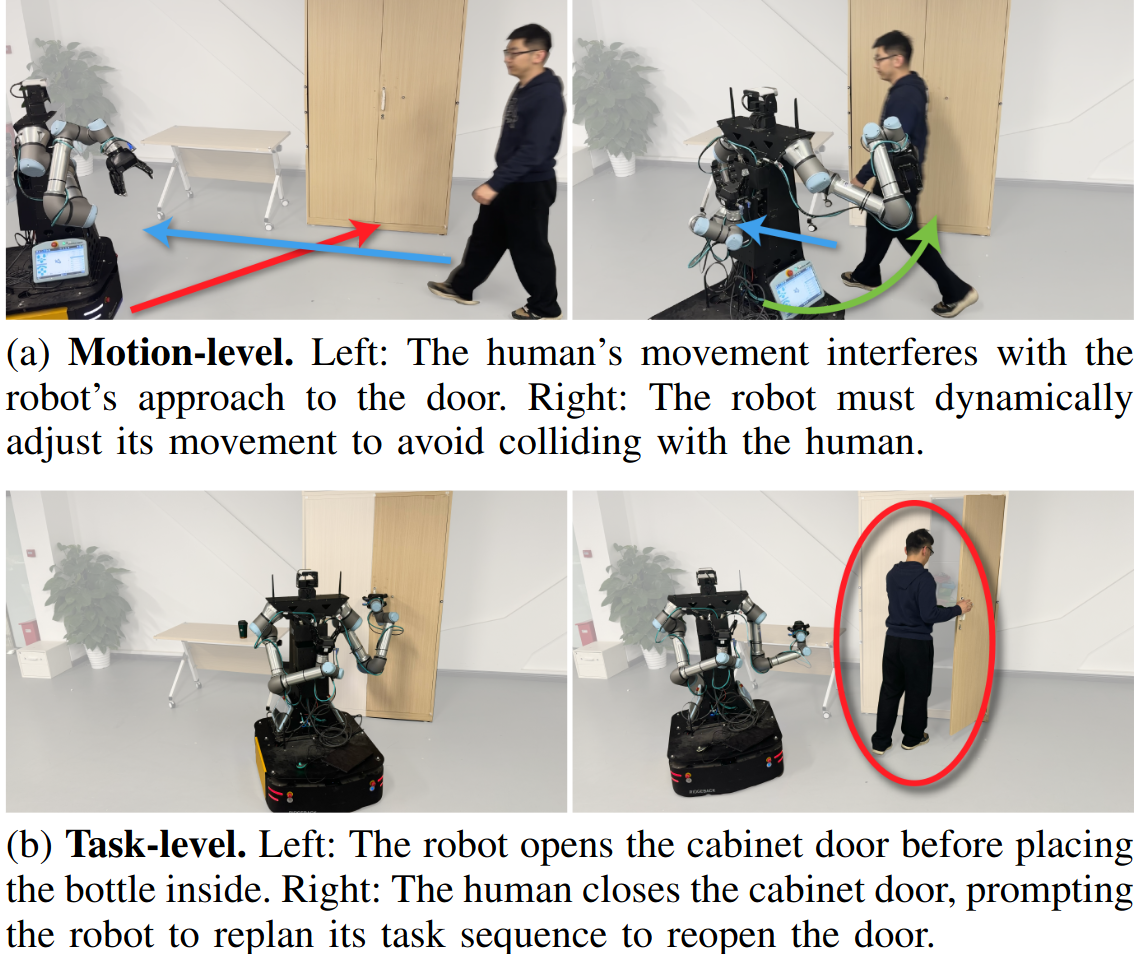 (a) Motion-level. Left: The human's movement interferes with the
robot's approach to the door. Right: The robot must dynamically
adjust its movement to avoid colliding with the human.
RIDGEBACK
(b) Task-level. Left: The robot opens the cabinet door before placing
the bottle inside. Right: The human closes the cabinet door, prompting
the robot to replan its task sequence to reopen the door.